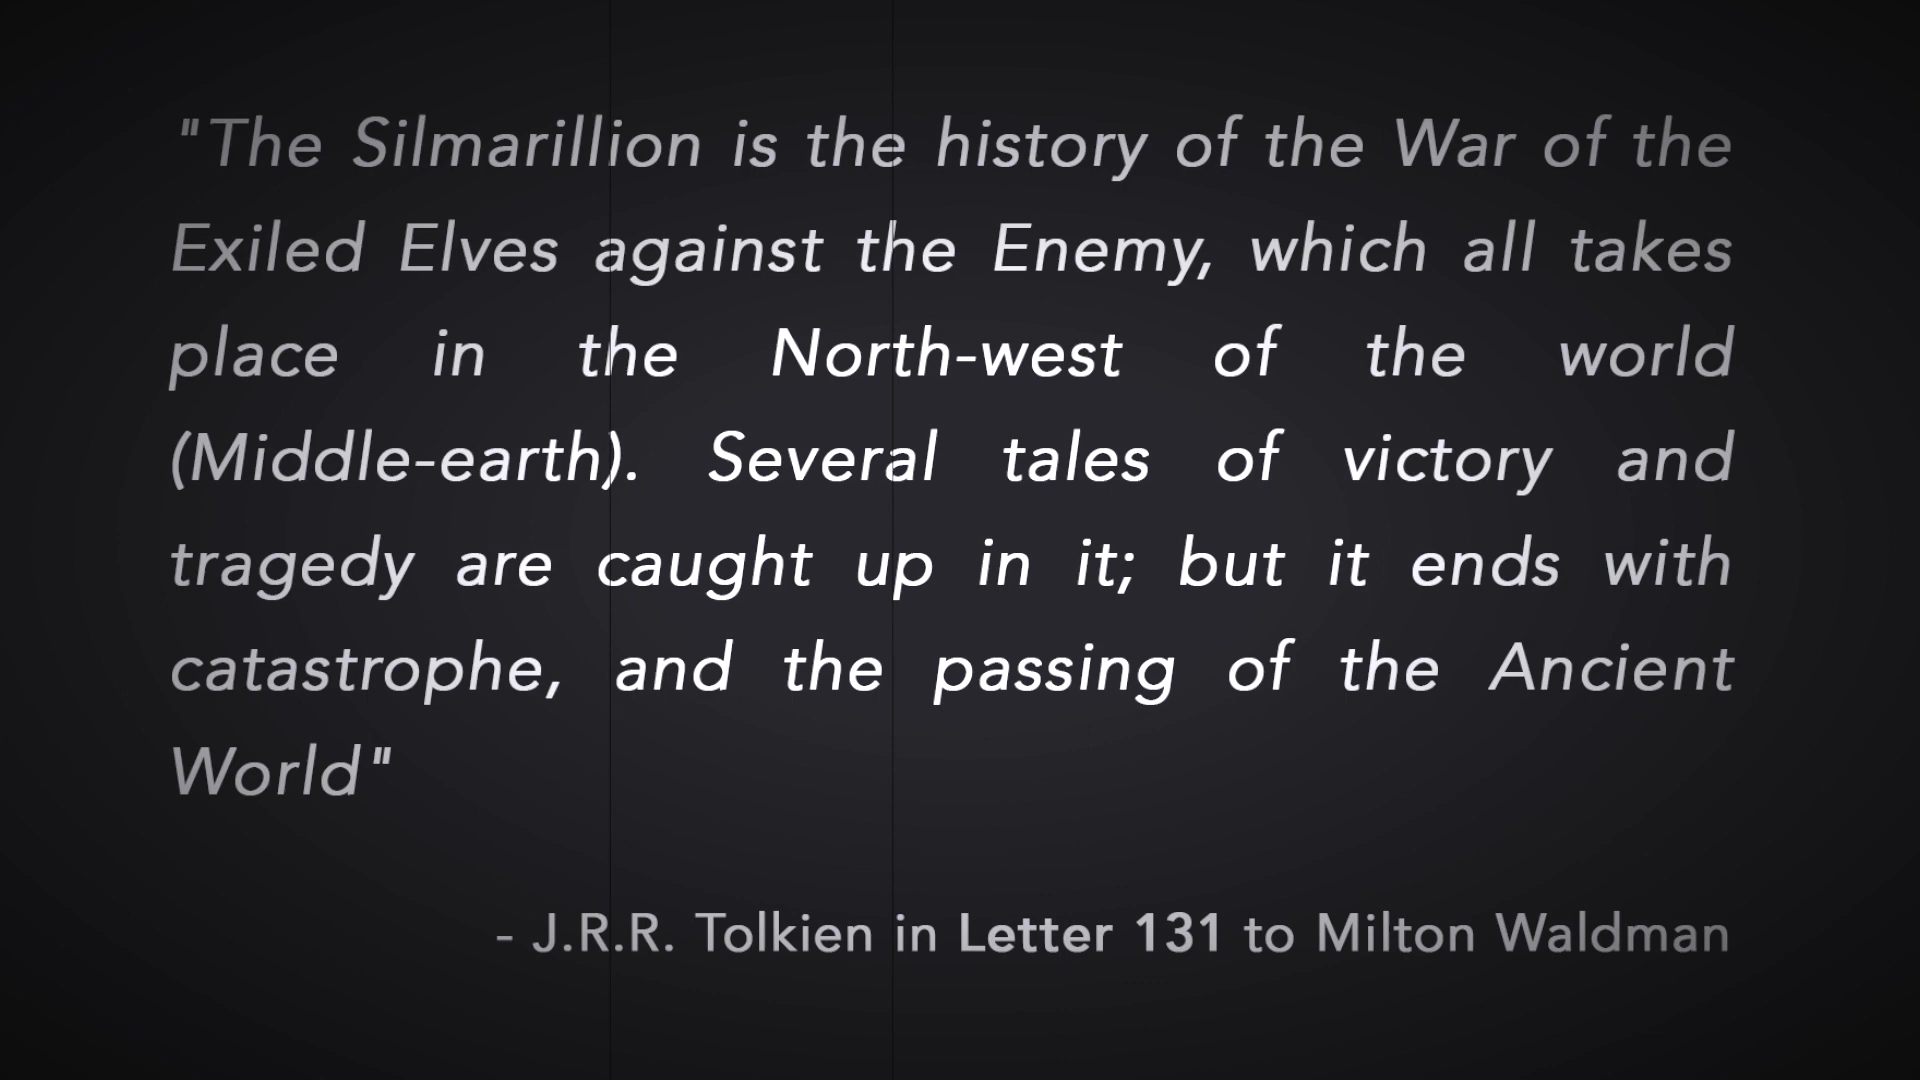 "The Silmarillion is the history of the War of the
Exiled Elves against the Enemy, which all takes
place in the North-west of the world
(Middle-earth). Several tales of victory and
tragedy are caught up in it; but it ends with
catastrophe, and the passing of the Ancient
World"
- J.R.R. Tolkien in Letter 131 to Milton Waldman